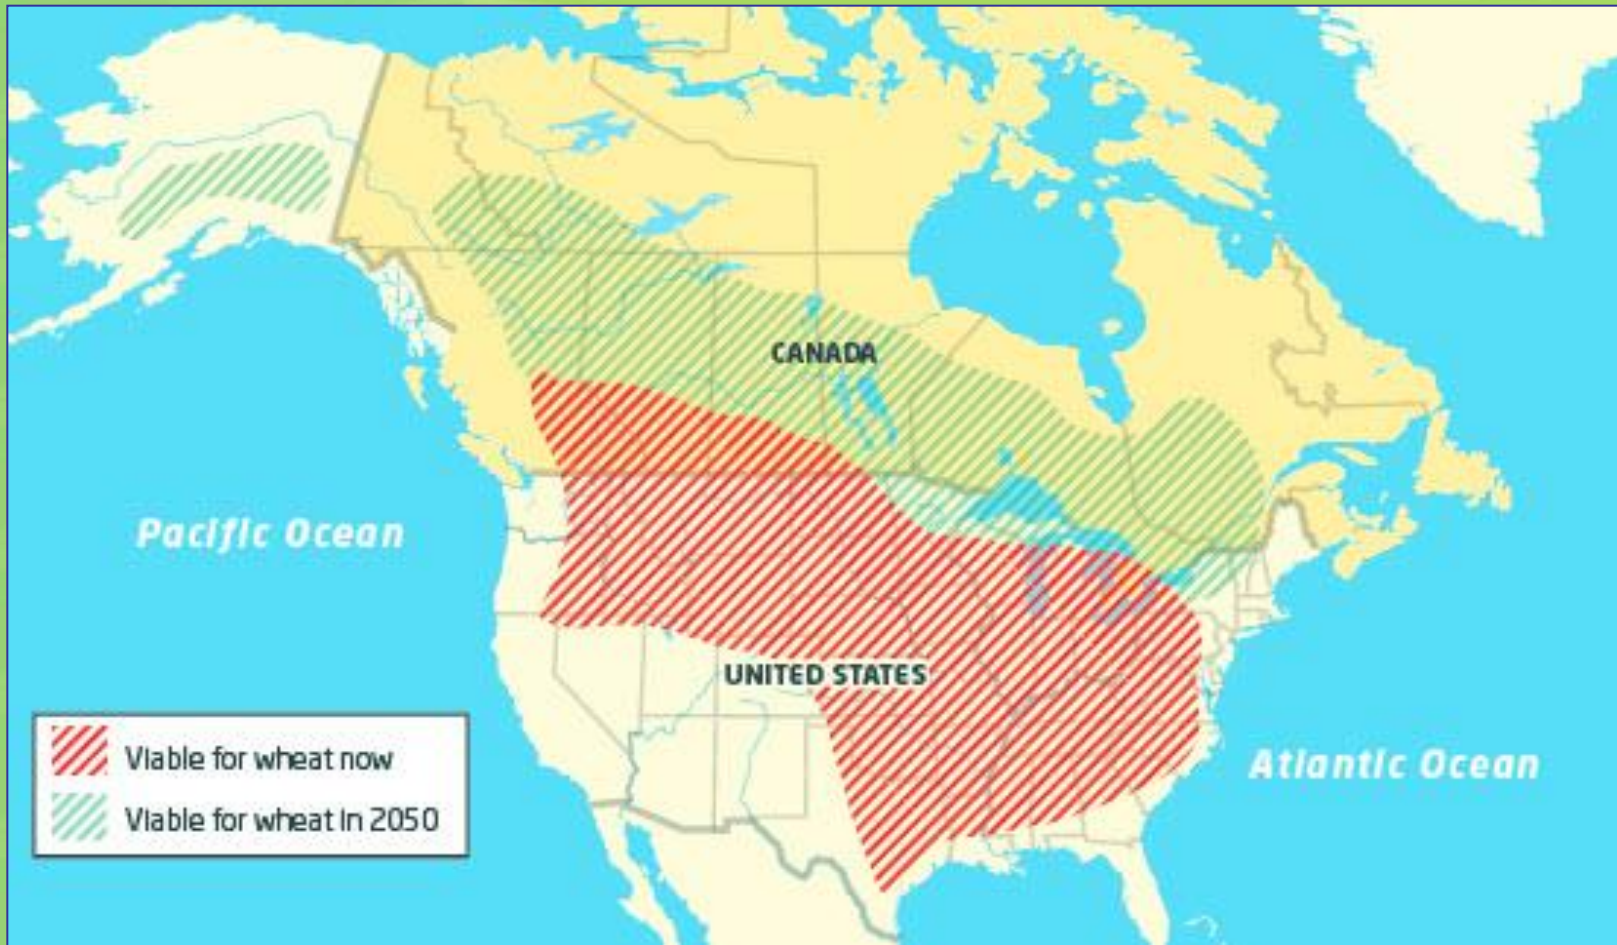 CANADA
Pacific Ocean
UNITED STATES
Atlantic Ocean
Viable for wheat now
Viable for wheat in 2050